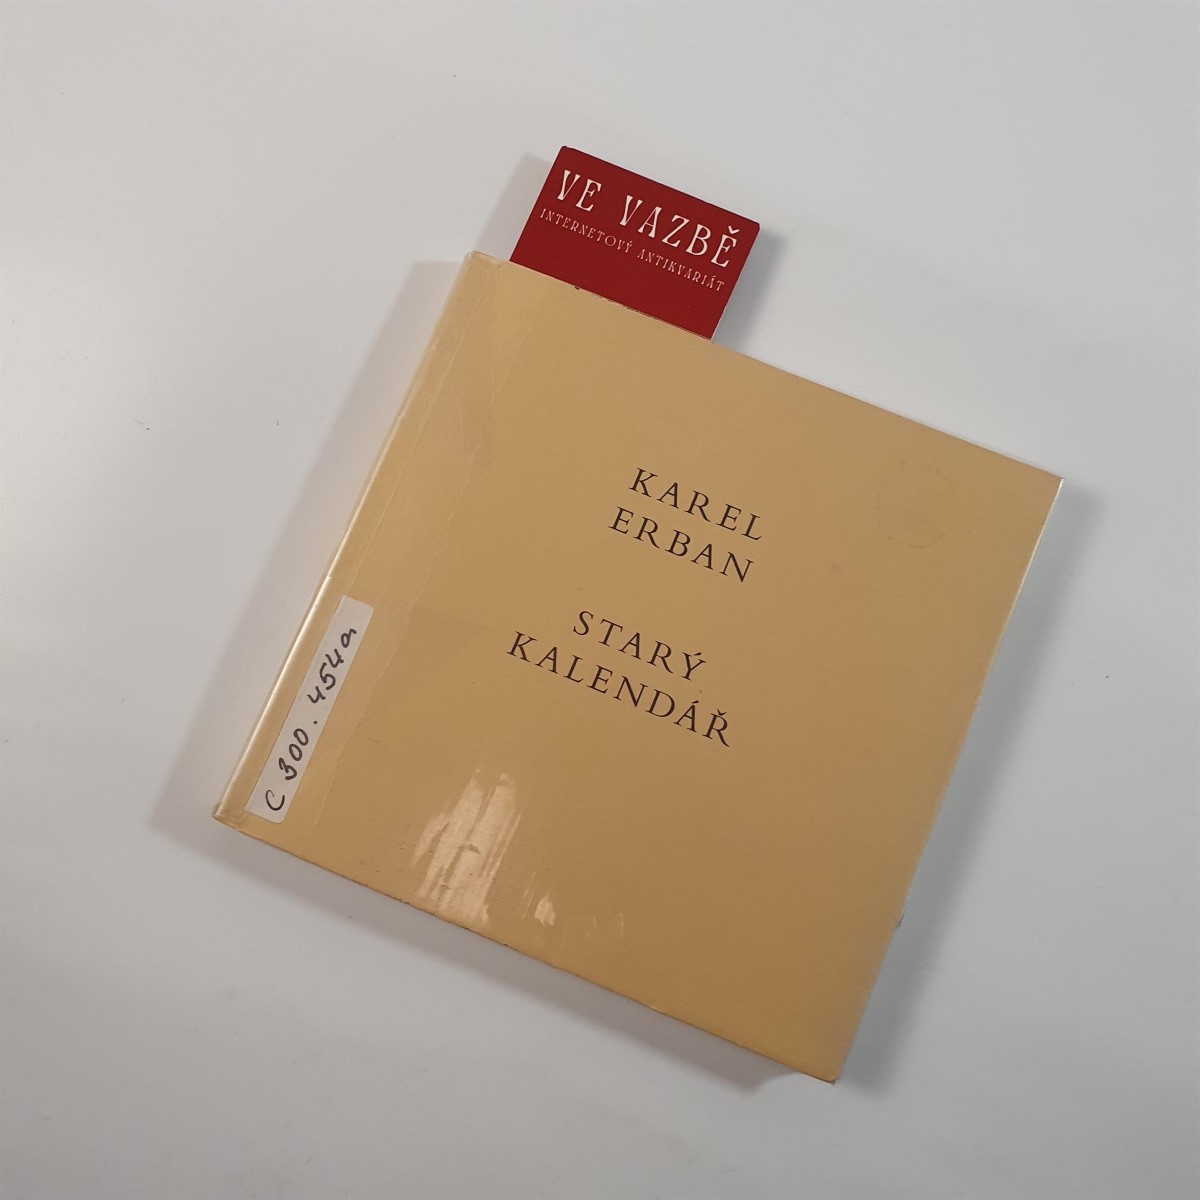 VE VAZBĚ
INTERNETOVÝ ANTIKVARIÁT
KAREL
ERBAN
STARÝ
KALENDÁŘ
C 300.454a